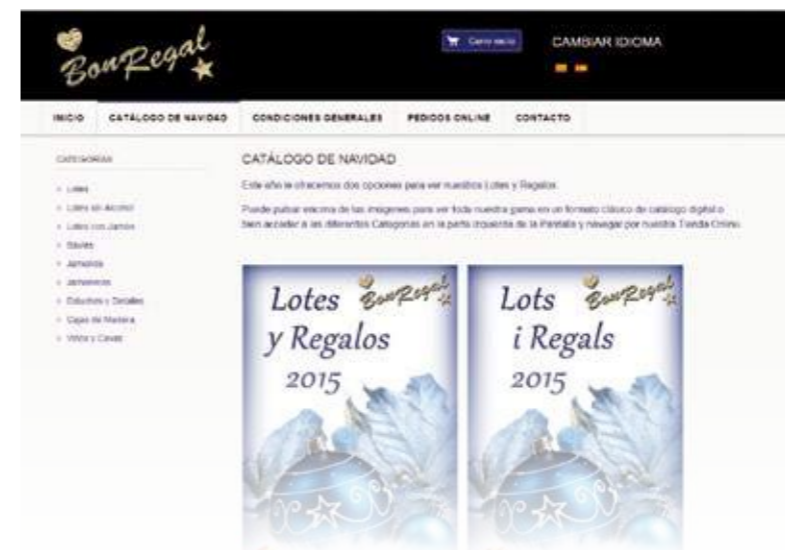 BonRegal
Carro vacío
CAMBIAR IDIOMA
INICIO
CATÁLOGO DE NAVIDAD
CONDICIONES GENERALES
PEDIDOS ONLINE
CONTACTO
CATEGORÍAS
Lotes
Lotes sin Alcohol
Lotes con Jamón
Baules
Jamones
Jamoneros
Estuches y Detalles
Cajas de Madera
Vinos y Cavas
CATÁLOGO DE NAVIDAD
Este año le ofrecemos dos opciones para ver nuestros Lotes y Regalos.
Puede pulsar encima de las imágenes para ver toda nuestra gama en un formato clásico de catálogo digital o
bien acceder a las diferentes Categorías en la parte izquierda de la Pantalla y navegar por nuestra Tienda Online.
Lotes
y Regalos
2015
BonRegal
Lots
i Regals
2015
BonRegal